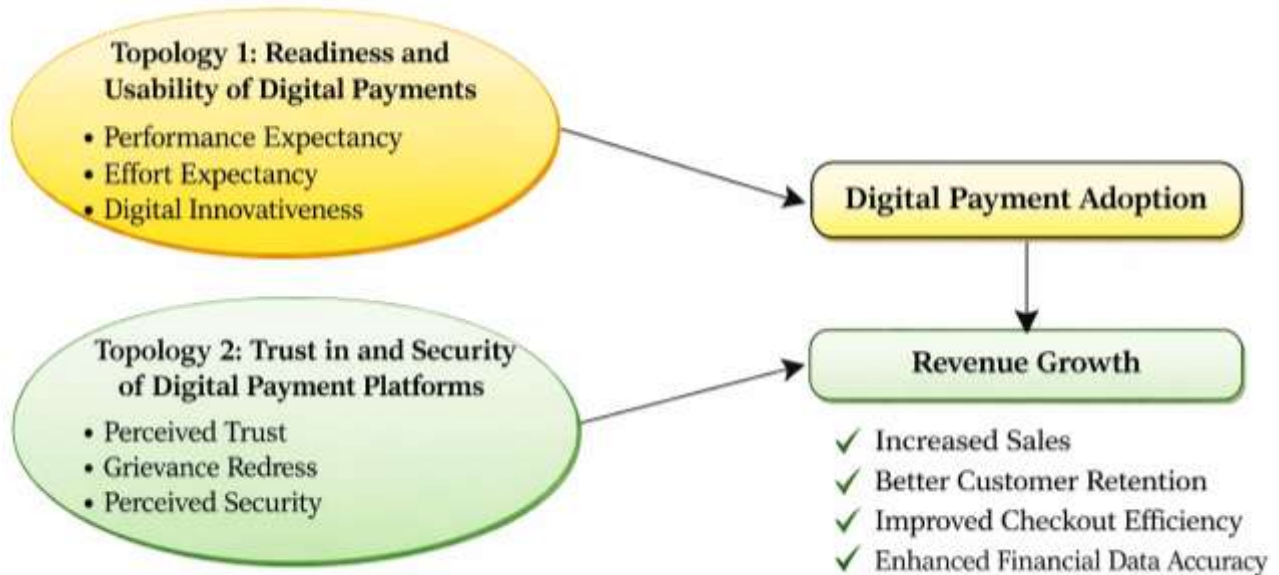 Topology 1: Readiness and
Usability of Digital Payments
• Performance Expectancy
• Effort Expectancy
• Digital Innovativeness
Topology 2: Trust in and Security
of Digital Payment Platforms
• Perceived Trust
• Grievance Redress
• Perceived Security
Digital Payment Adoption
Revenue Growth
✓ Increased Sales
✓ Better Customer Retention
✓ Improved Checkout Efficiency
✓ Enhanced Financial Data Accuracy